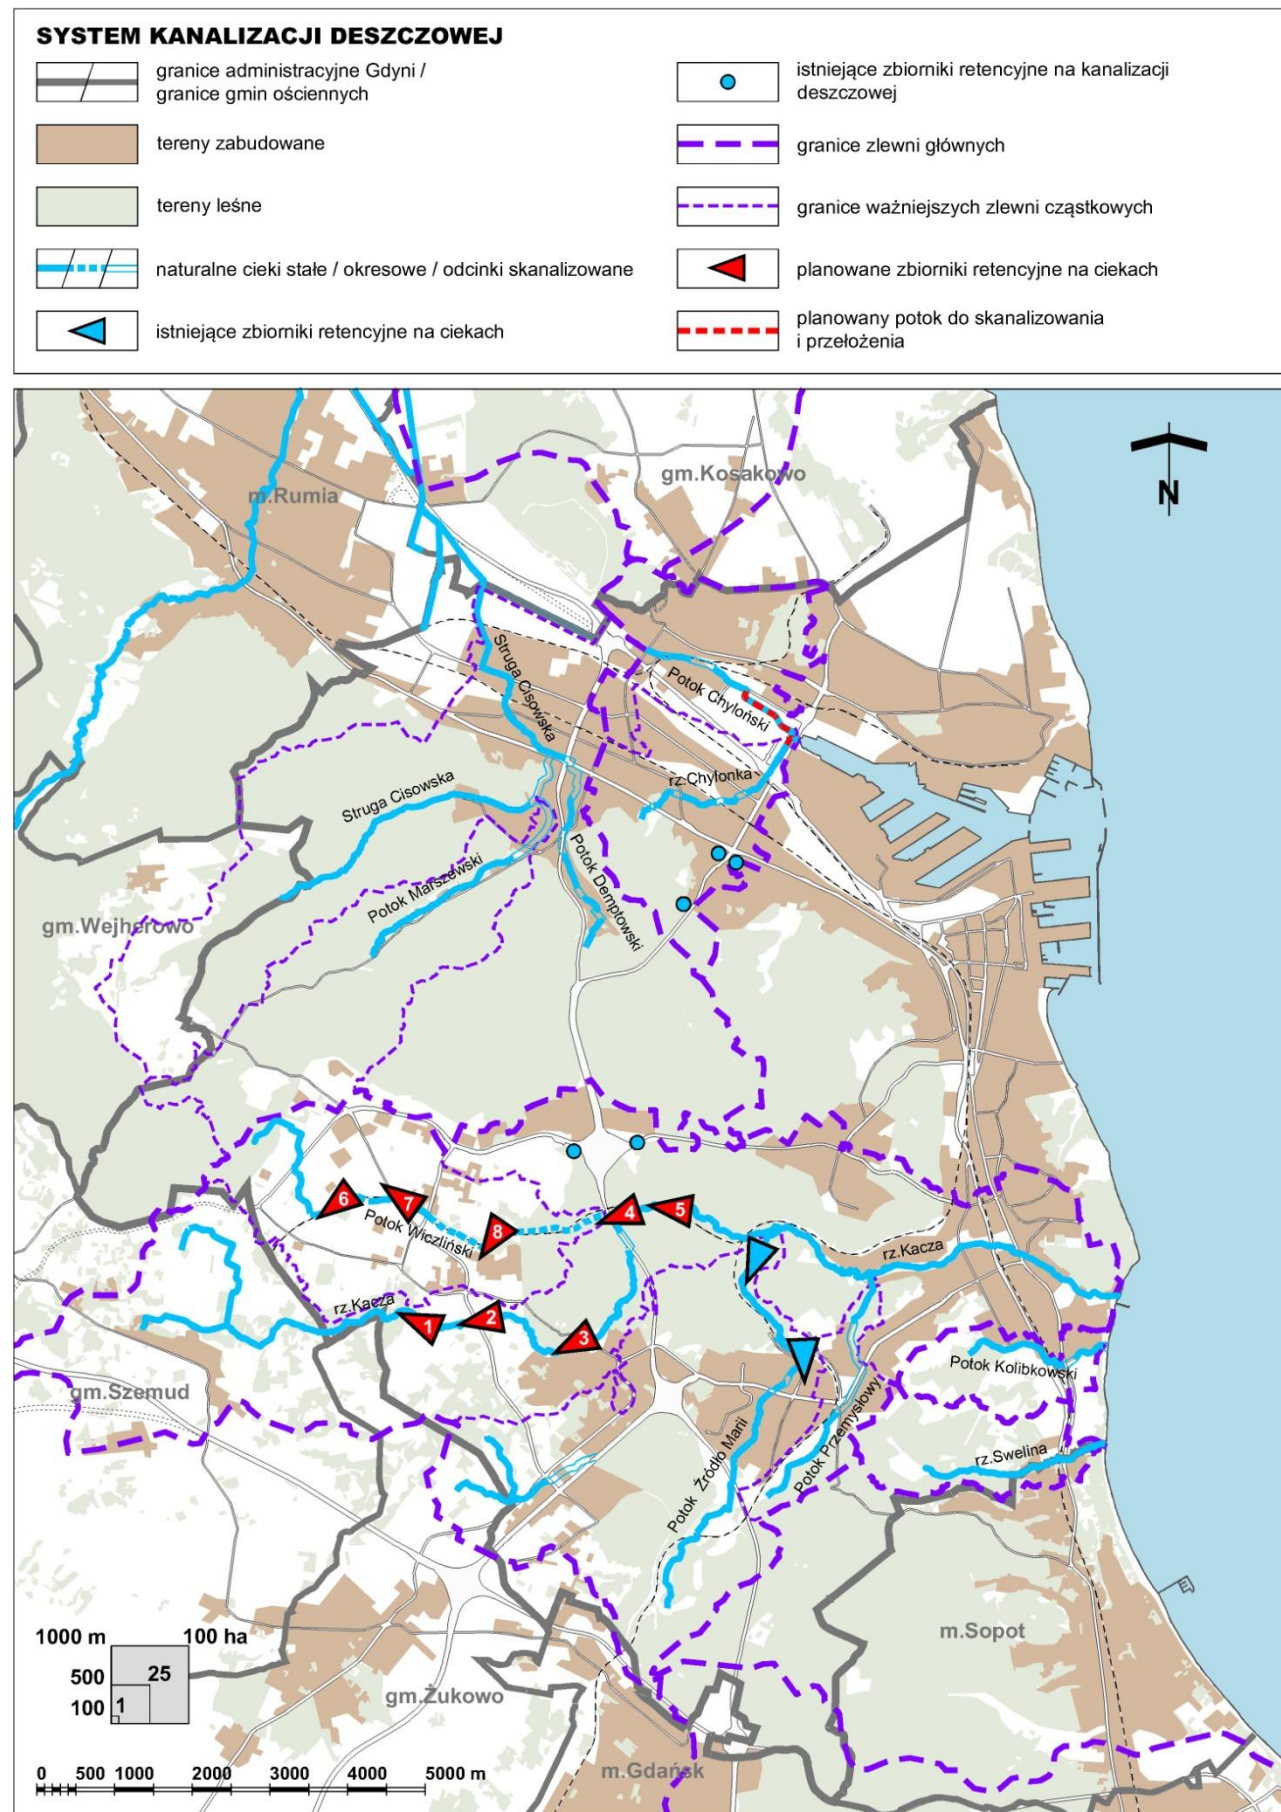 SYSTEM KANALIZACJI DESZCZOWEJ
granice administracyjne Gdyni /
granice gmin ościennych
tereny zabudowane
tereny leśne
naturalne cieki stałe / okresowe / odcinki skanalizowane
istniejące zbiorniki retencyjne na ciekach
istniejące zbiorniki retencyjne na kanalizacji
deszczowej
granice zlewni głównych
granice ważniejszych zlewni cząstkowych
planowane zbiorniki retencyjne na ciekach
planowany potok do skanalizowania
i przełożenia
gm.Kosakowo
m.Rumia
N
Struga Cisowska
Potok Chyloński
rz.Chylonka
Struga Cisowska
Potok Marszewski
Potok Demptowski
gm.Wejherowo
6
7
8
4
5
Potok Wiczliński
rz.Kacza
rz.Kacza
1
2
3
Potok Kolibkowski
gm.Szemud
Potok Źródło Marii
Potok Przemysłowy
rz.Swelina
m.Sopot
gm.Żukowo
m.Gdańsk
1000 m
100 ha
500
25
100
1
0 500 1000 2000 3000 4000 5000 m